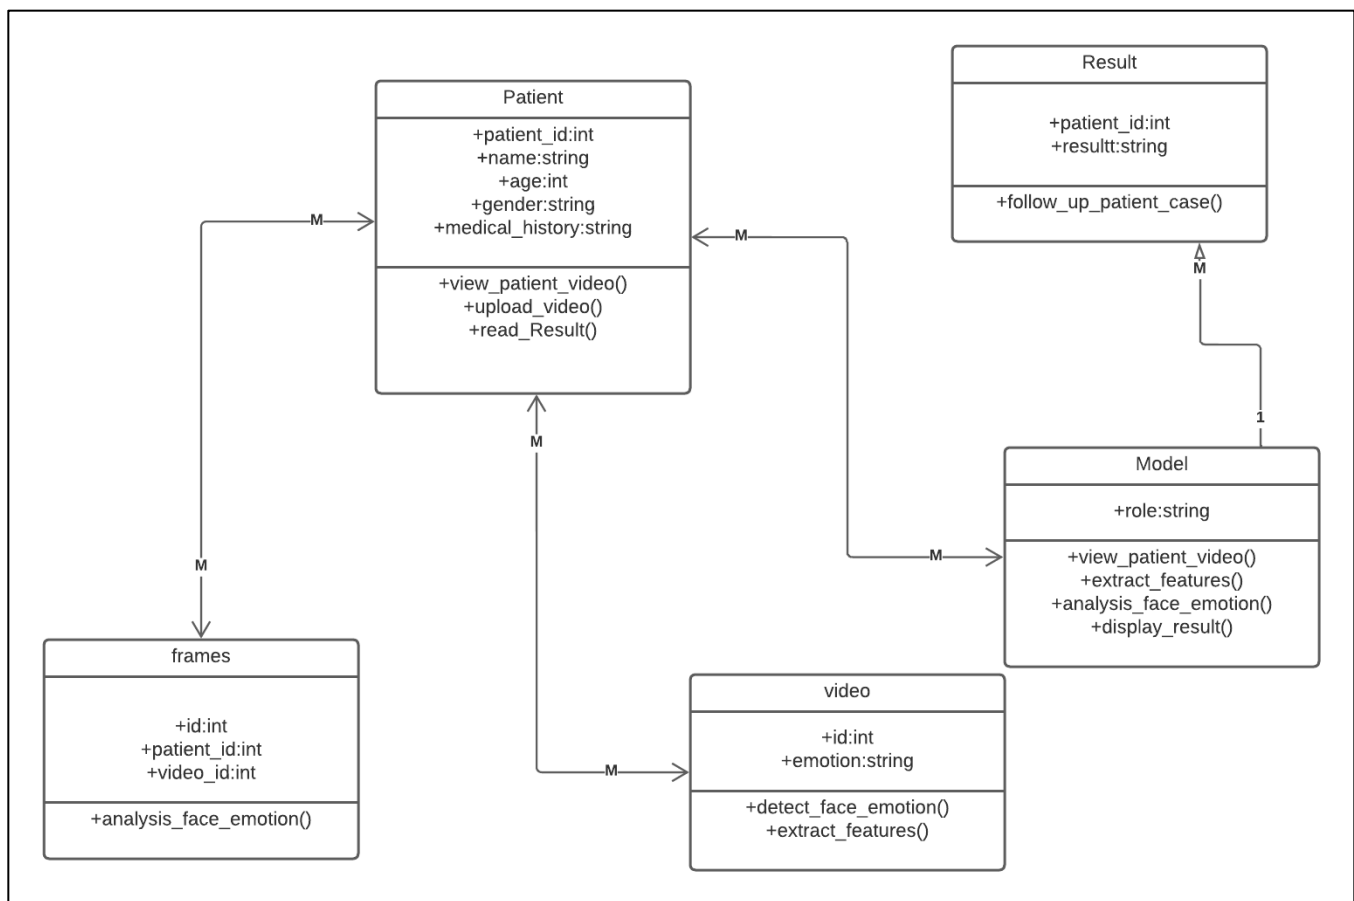 Patient
+patient_id:int
+name:string
+age:int
+gender:string
+medical_history:string
+view_patient_video()
+upload_video()
+read_Result()
Result
+patient_id:int
+resultt:string
+follow_up_patient_case()
M
M
M
M
M
M
M
1
Model
+role:string
+view_patient_video()
+extract_features()
+analysis_face_emotion()
+display_result()
frames
+id:int
+patient_id:int
+video_id:int
+analysis_face_emotion()
video
+id:int
+emotion:string
+detect_face_emotion()
+extract_features()